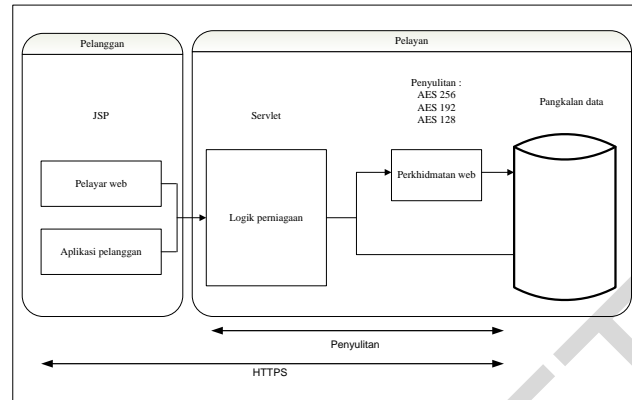 Pelanggan
Pelayan
Penyulitan :
AES 256
AES 192
AES 128
Pangkalan data
JSP
Servlet
Pelayar web
Perkhidmatan web
Logik perniagaan
Aplikasi pelanggan
Penyulitan
HTTPS